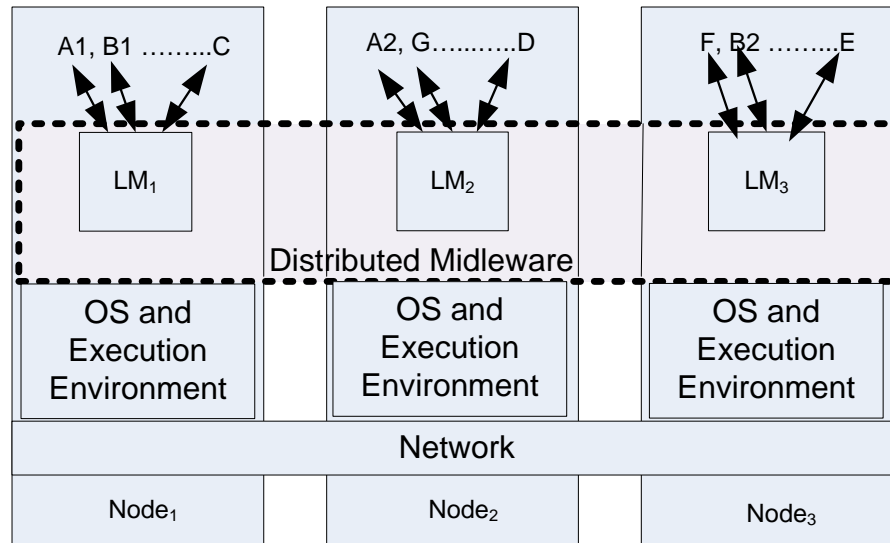 A1, B1 ……...C
A2, G…...…..D
F, B2 ……...E
LM₁
LM₂
LM₃
Distributed Midleware
OS and
Execution
Environment
OS and
Execution
Environment
OS and
Execution
Environment
Network
Node₁
Node₂
Node₃